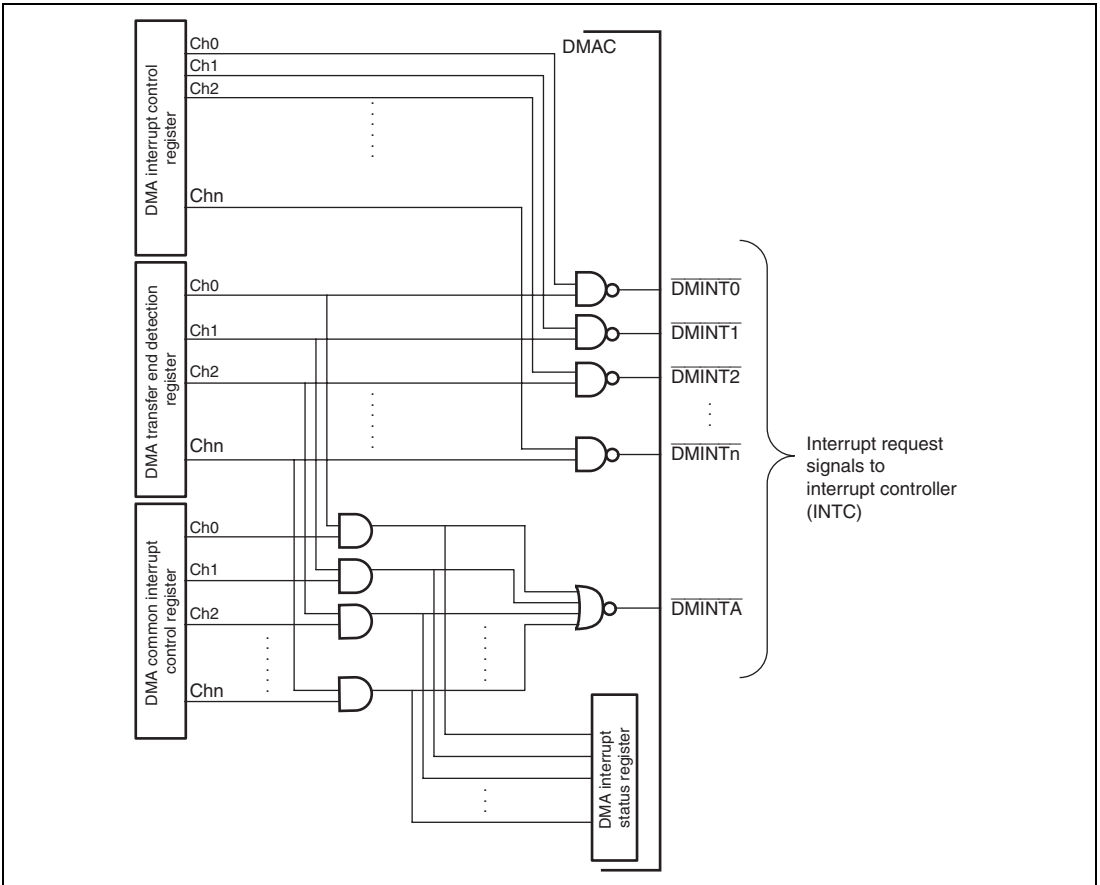 DMAC
DMA interrupt control
register
Ch0
Ch1
Ch2
Chn
DMA transfer end detection
register
Ch0
Ch1
Ch2
Chn
DMA common interrupt
control register
Ch0
Ch1
Ch2
Chn
DMINT0
DMINT1
DMINT2
DMINTn
DMINTA
Interrupt request
signals to
interrupt controller
(INTC)
DMA interrupt
status register